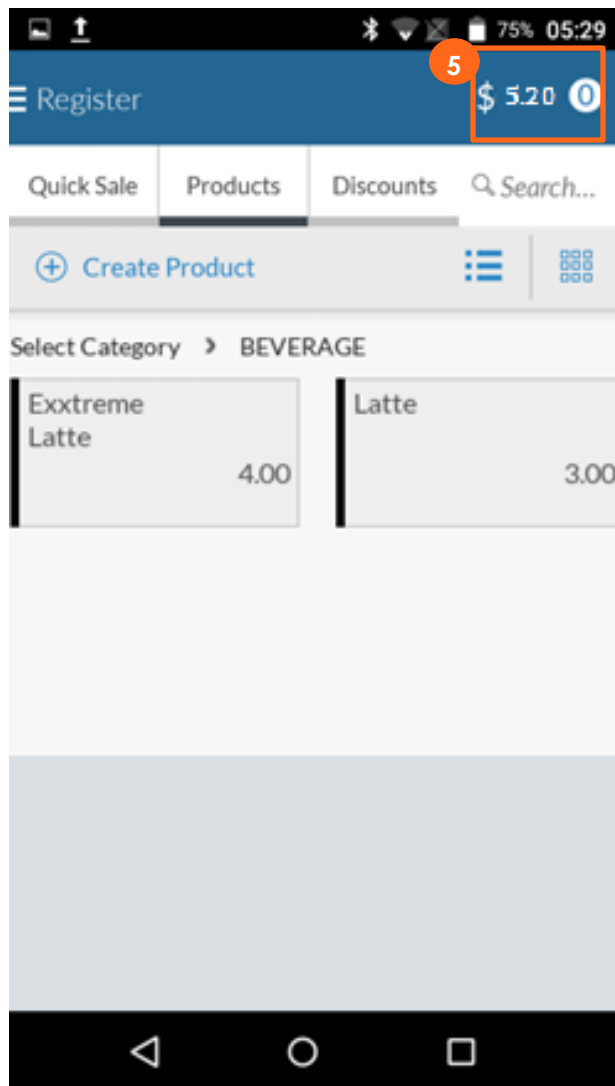 75% 05:29
5
Register $ 5.20 0
Quick Sale Products Discounts Search...
Create Product
Select Category > BEVERAGE
Exxtreme
Latte
4.00
Latte
3.00